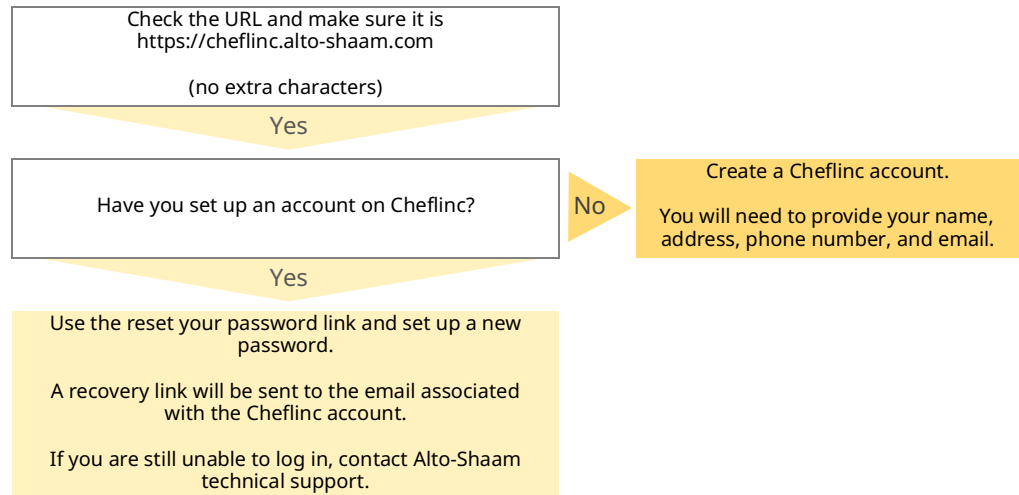 Check the URL and make sure it is
https://cheflinc.alto-shaam.com
(no extra characters)
Yes
Have you set up an account on Cheflinc?
No
Create a Cheflinc account.
You will need to provide your name,
address, phone number, and email.
Yes
Use the reset your password link and set up a new
password.
A recovery link will be sent to the email associated
with the Cheflinc account.
If you are still unable to log in, contact Alto-Shaam
technical support.